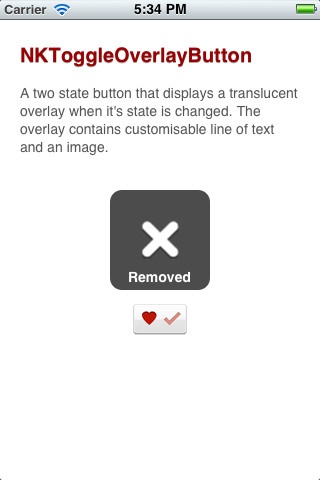 Carrier 5:34 PM
NKToggleOverlayButton
A two state button that displays a translucent
overlay when it's state is changed. The
overlay contains customisable line of text
and an image.
Removed